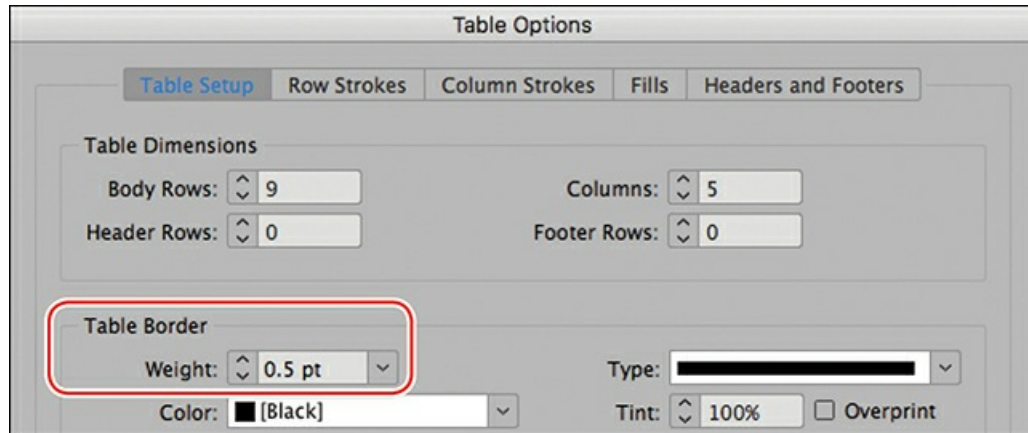 Table Options
Table Setup Row Strokes Column Strokes Fills Headers and Footers
Table Dimensions
Body Rows: 9 Columns: 5
Header Rows: 0 Footer Rows: 0
Table Border
Weight: 0.5 pt Type:
Color: [Black] Tint: 100% Overprint